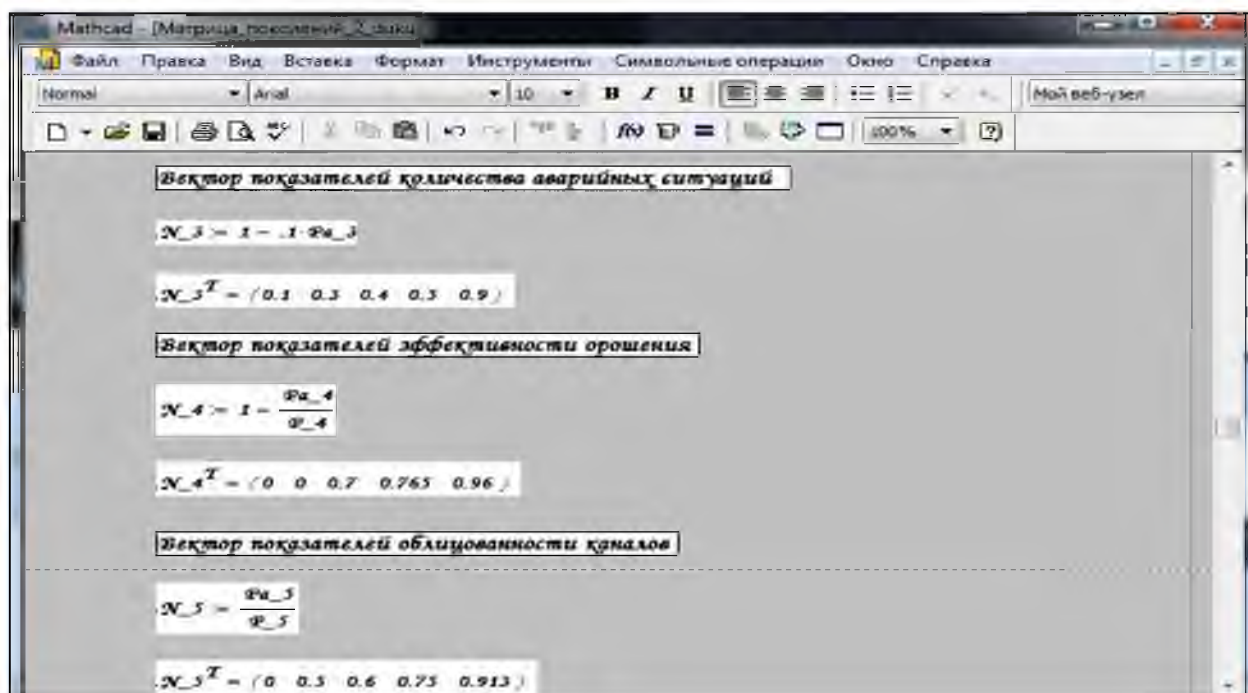 Mathcad - [Матрица_поколений_2_
Файл Правка Вид Вставка Формат Инструменты Символьные операции Окно Справка
Normal Arial 10 B I U Мой веб-узел
f(x) = 100%
Вектор показателей количества аварийных ситуаций
N_3 := 1 - .1·Pa_3
N_3^T = (0.1 0.3 0.4 0.5 0.9)
Вектор показателей эффективности орошения
N_4 := 1 - Pa_4
P_4
N_4^T = (0 0 0.7 0.765 0.96)
Вектор показателей облицованности каналов
N_5 := Pa_5
P_5
N_5^T = (0 0.5 0.6 0.75 0.913)